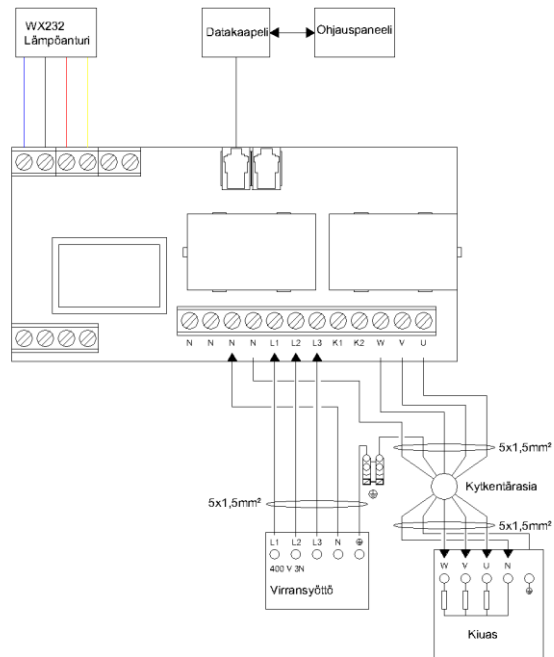 WX232
Lämpöanturi
Datakaapeli
Ohjauspaneeli
N N N N L1 L2 L3 K1 K2 W V U
5x1,5mm²
Kytkentärasia
5x1,5mm²
5x1,5mm²
L1 L2 L3 N
400 V 3N
Virransyöttö
W V U N
Kiuas